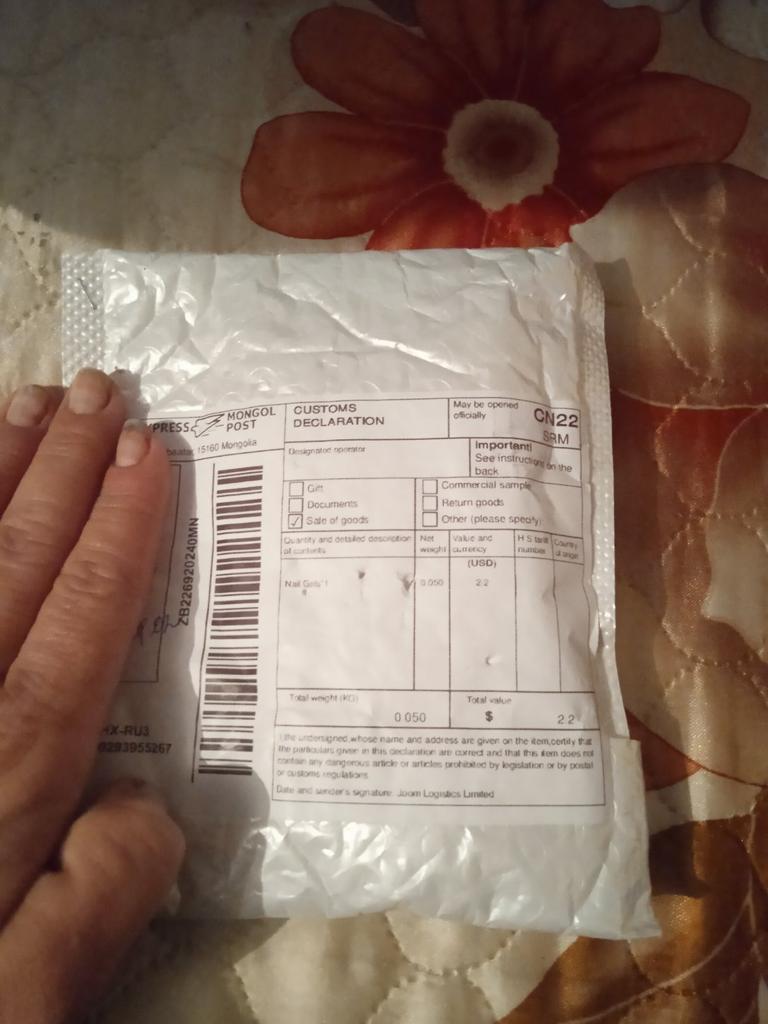 MONGOL
POST
15160 Mongolia
ZB226920240MN
HX-RU3
0293955267
CUSTOMS
DECLARATION
May be opened
officially
CN22
SRM
Designated operator
Important!
See instructions on the
back
Gift
Documents
✓ Sale of goods
Commercial sample
Return goods
Other (please specify)
Quantity and detailed description
of contents
Net
weight
Value and
currency
(USD)
H S tariff
number
Country
of origin
Nail Gels*1
0.050
2.2
Total weight (KG)
0.050
Total value
$ 2.2
I,the undersigned,whose name and address are given on the item,certify that
the particulars given in this declaration are correct and that this item does not
contain any dangerous article or articles prohibited by legislation or by postal
or customs regulations
Date and sender's signature: Joom Logistics Limited